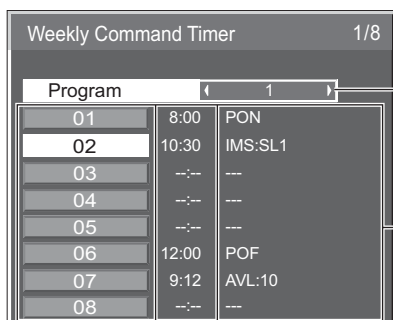 Weekly Command Timer 1/8
Program 1
01 8:00 PON
02 10:30 IMS:SL1
03 --:-- ---
04 --:-- ---
05 --:-- ---
06 12:00 POF
07 9:12 AVL:10
08 --:-- ---